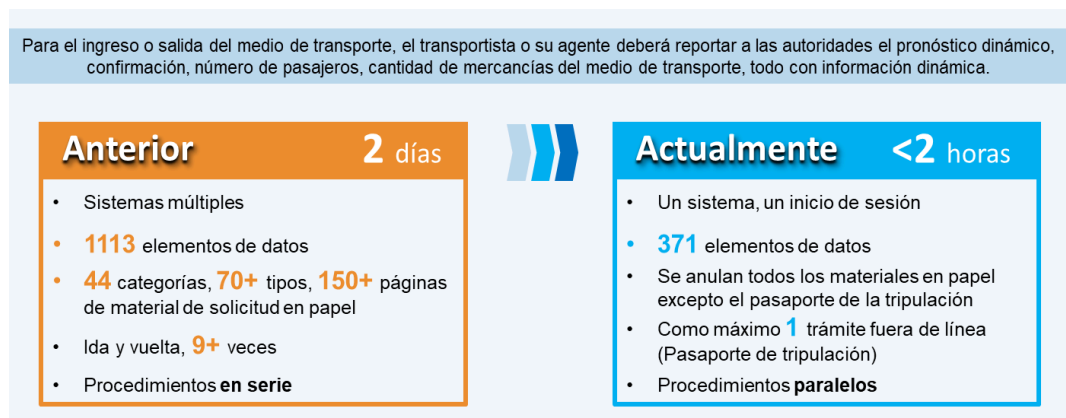 Para el ingreso o salida del medio de transporte, el transportista o su agente deberá reportar a las autoridades el pronóstico dinámico,
confirmación, número de pasajeros, cantidad de mercancías del medio de transporte, todo con información dinámica.
Anterior 2 días
• Sistemas múltiples
• 1113 elementos de datos
• 44 categorías, 70+ tipos, 150+ páginas
de material de solicitud en papel
• Ida y vuelta, 9+ veces
• Procedimientos en serie
Actualmente <2 horas
• Un sistema, un inicio de sesión
• 371 elementos de datos
• Se anulan todos los materiales en papel
excepto el pasaporte de la tripulación
• Como máximo 1 trámite fuera de línea
(Pasaporte de tripulación)
• Procedimientos paralelos